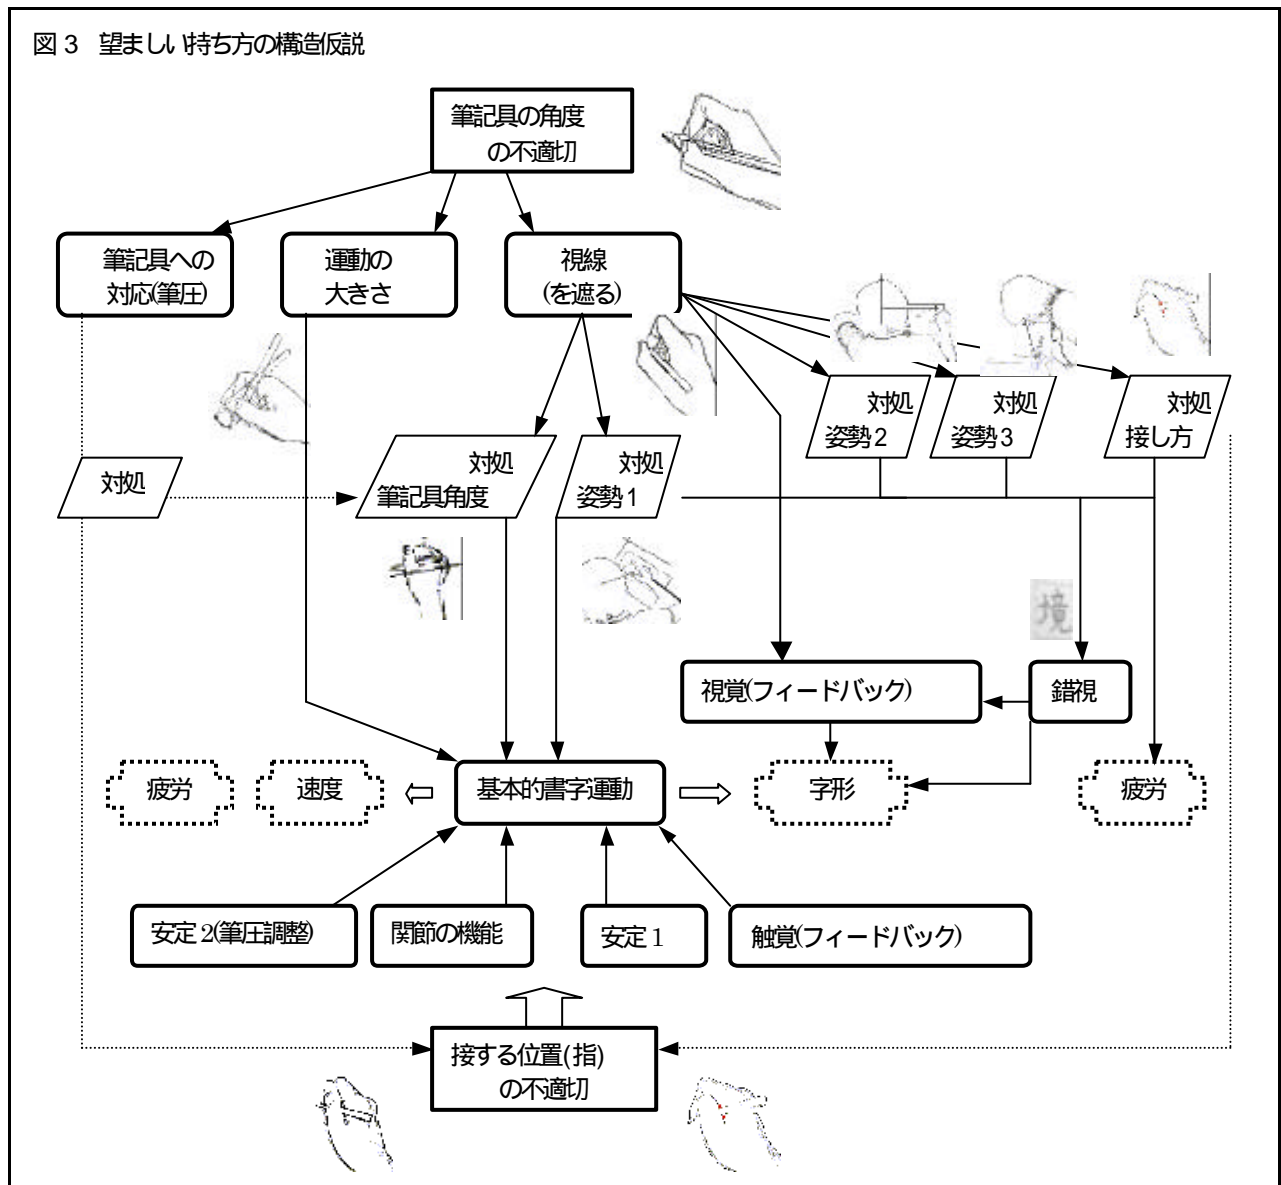 図3 望ましい持ち方の構造仮説
筆記具の角度
の不適切
筆記具への
対応(筆圧)
運動の
大きさ
視線
(を遮る)
対処
姿勢2
対処
姿勢3
対処
接し方
対処
対処
筆記具角度
対処
姿勢1
境
視覚(フィードバック)
錯視
疲労
速度
基本的書字運動
字形
疲労
安定2(筆圧調整)
関節の機能
安定1
触覚(フィードバック)
接する位置(指)
の不適切